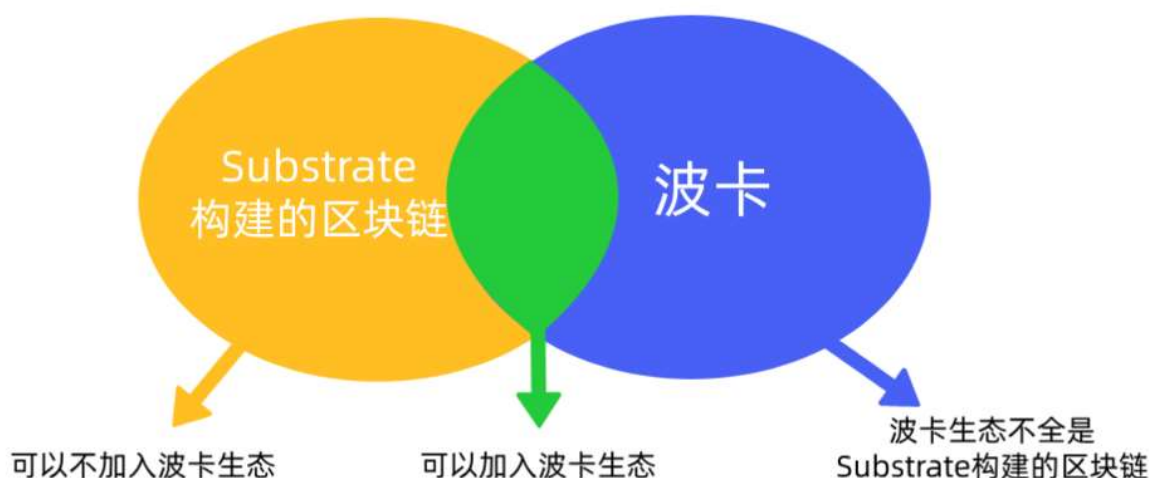 Substrate
构建的区块链
波卡
可以不加入波卡生态
可以加入波卡生态
波卡生态不全是
Substrate构建的区块链